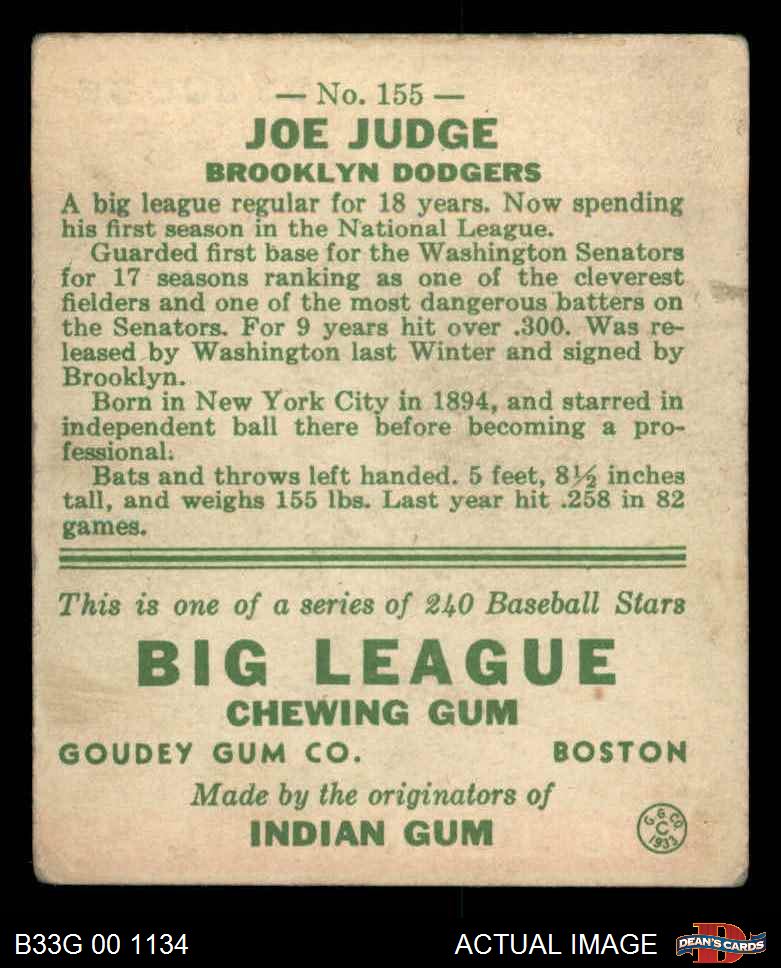 — No. 155 —
JOE JUDGE
BROOKLYN DODGERS
A big league regular for 18 years. Now spending
his first season in the National League.
Guarded first base for the Washington Senators
for 17 seasons ranking as one of the cleverest
fielders and one of the most dangerous batters on
the Senators. For 9 years hit over .300. Was re-
leased by Washington last Winter and signed by
Brooklyn.
Born in New York City in 1894, and starred in
independent ball there before becoming a pro-
fessional.
Bats and throws left handed. 5 feet, 8½ inches
tall, and weighs 155 lbs. Last year hit .258 in 82
games.
This is one of a series of 240 Baseball Stars
BIG LEAGUE
CHEWING GUM
GOUDEY GUM CO. BOSTON
Made by the originators of
INDIAN GUM
G. G. CO.
C
1933
B33G 00 1134 ACTUAL IMAGE
D
DEAN'S CARDS